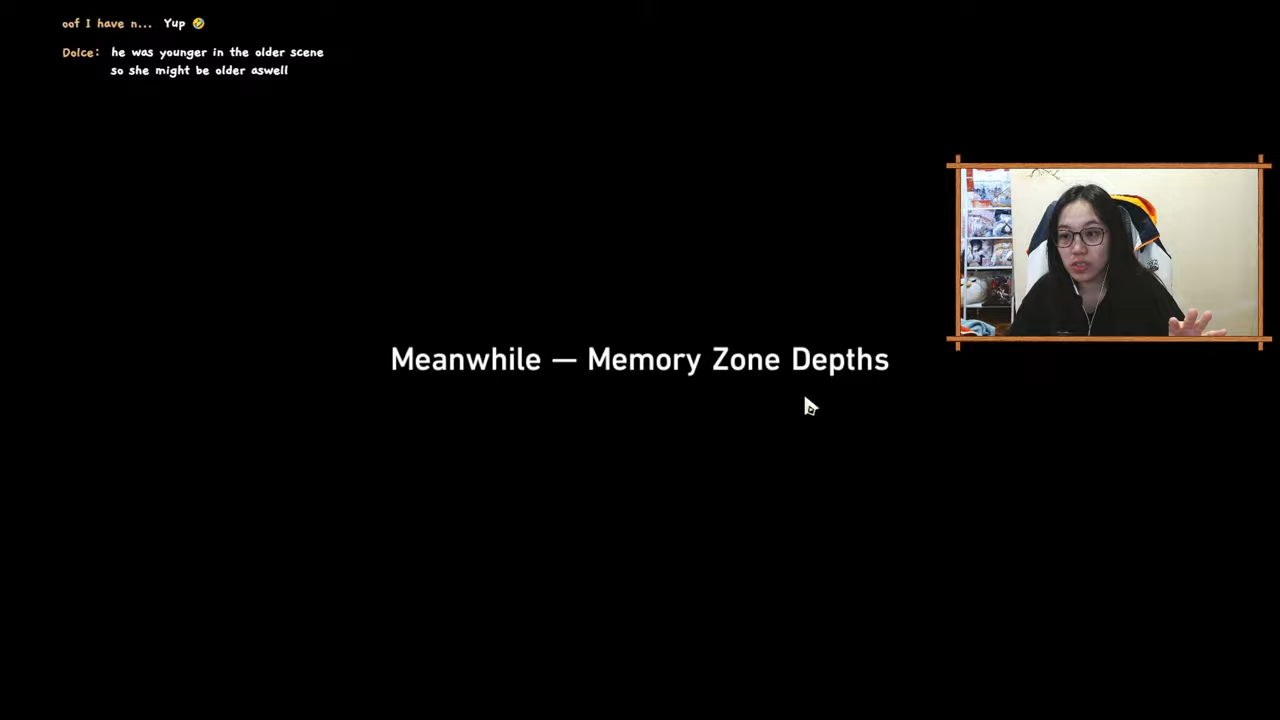 oof I have n... Yup 🤣
Dolce: he was younger in the older scene
so she might be older aswell
Meanwhile — Memory Zone Depths